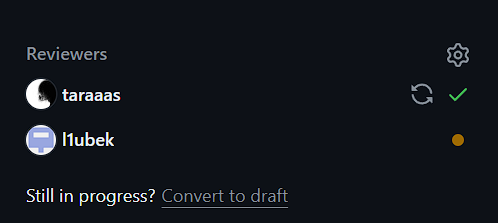 Reviewers
taraaas
l1ubek
Still in progress? Convert to draft